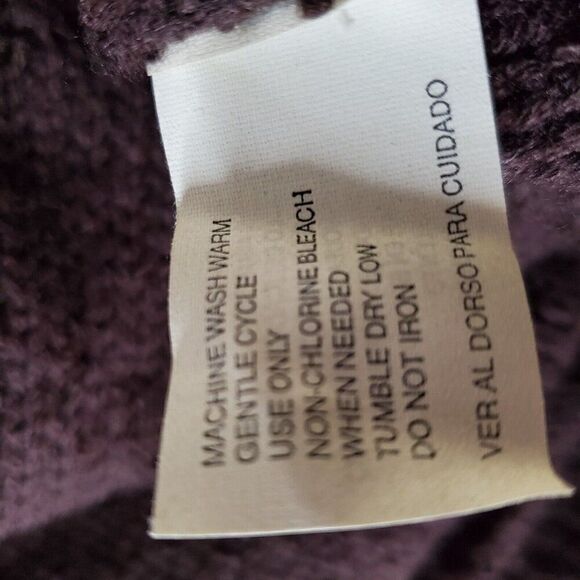 MACHINE WASH WARM
GENTLE CYCLE
USE ONLY
NON-CHLORINE BLEACH
WHEN NEEDED
TUMBLE DRY LOW
DO NOT IRON
VER AL DORSO PARA CUIDADO